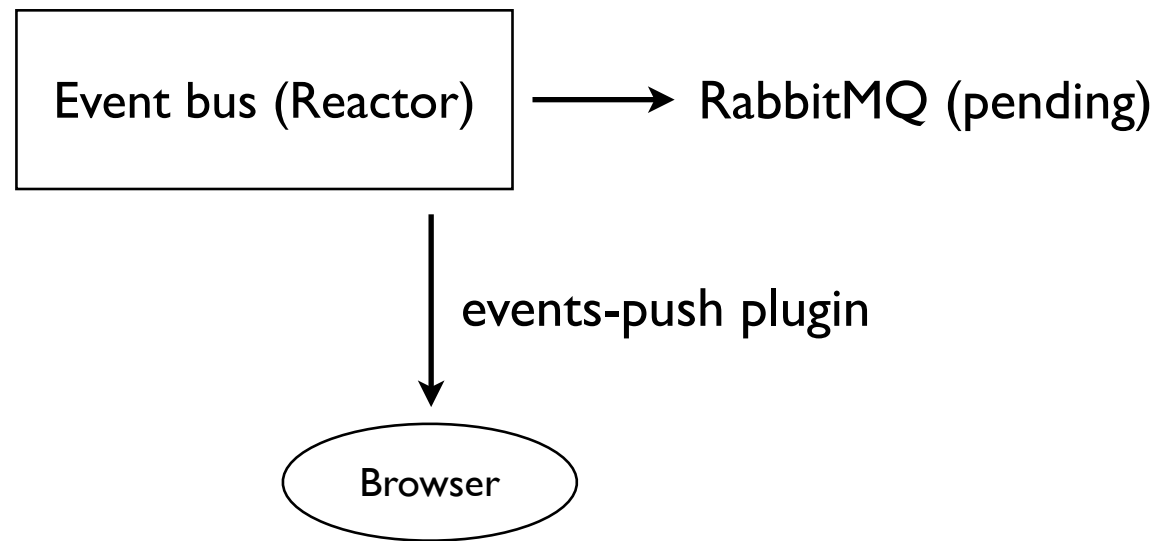 Event bus (Reactor)
RabbitMQ (pending)
events-push plugin
Browser